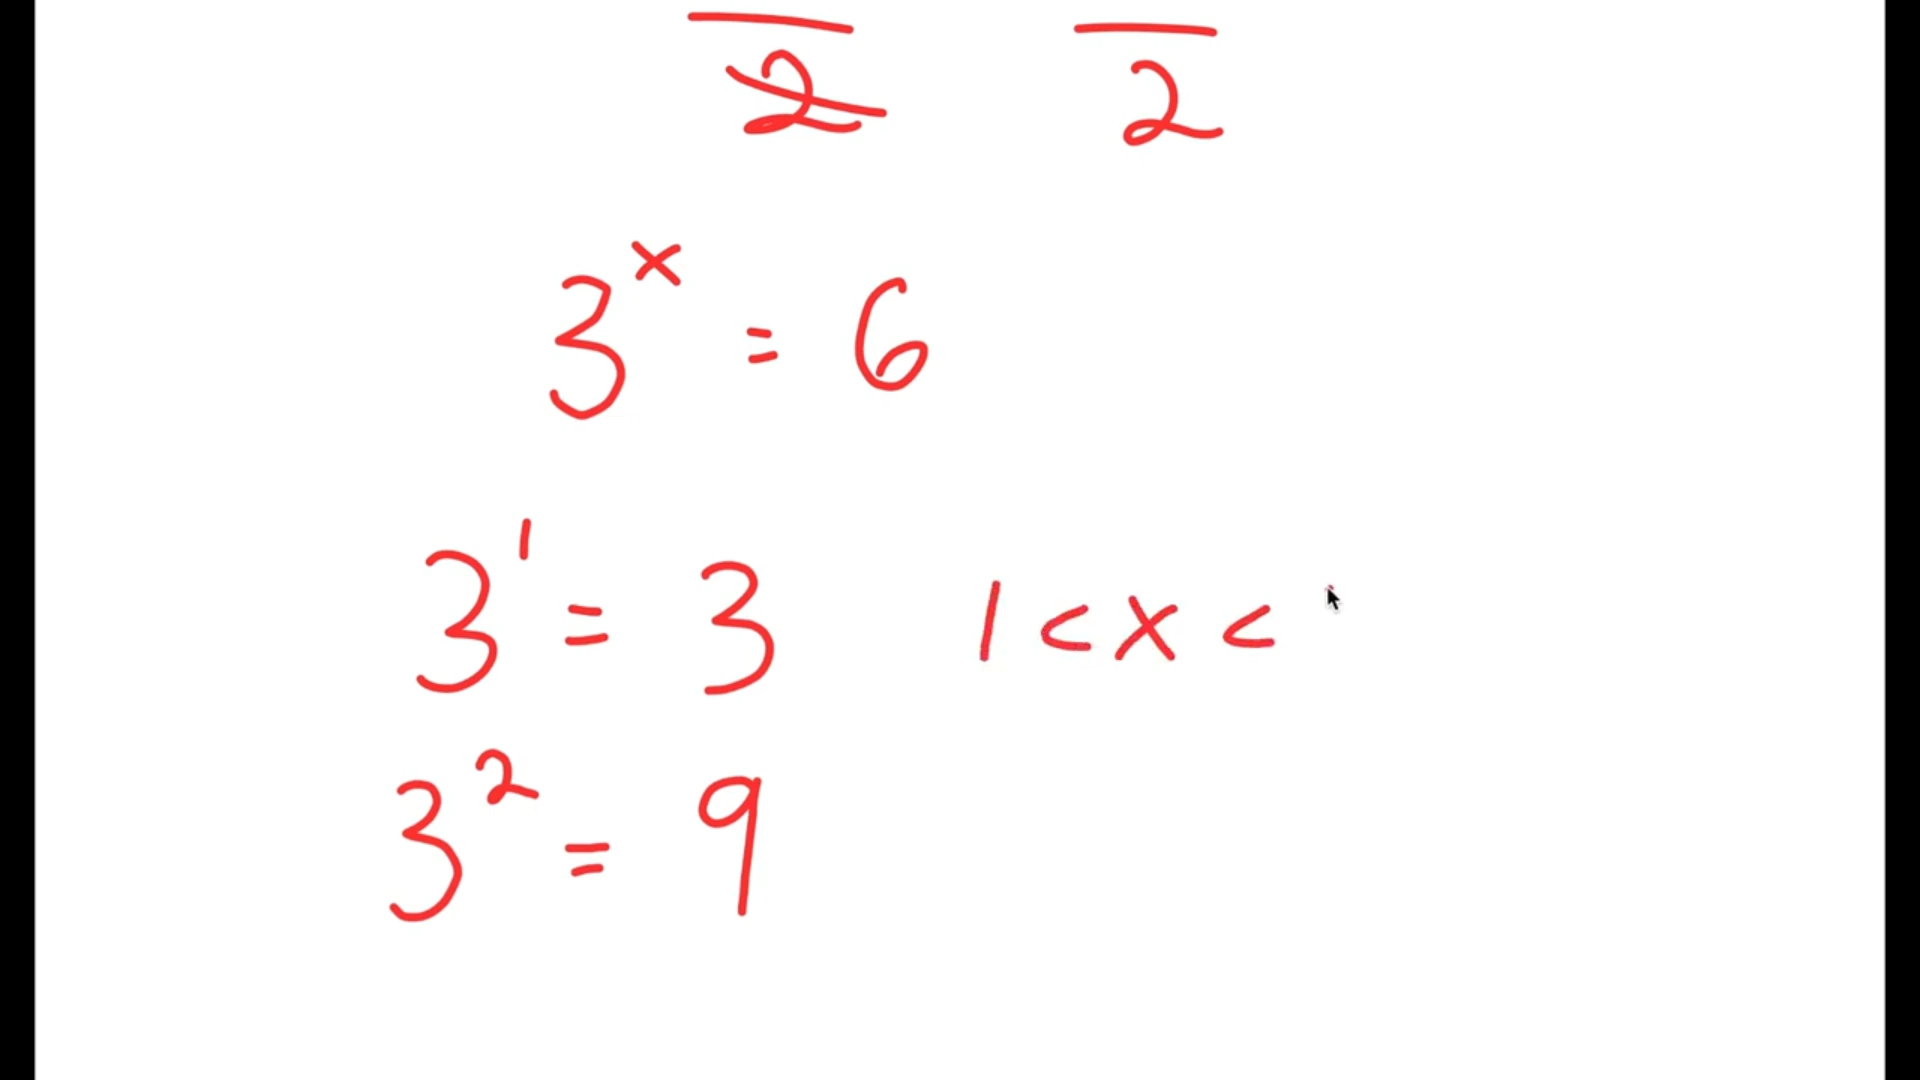 2 2
3^x = 6
3^1 = 3 1 < x <
3^2 = 9